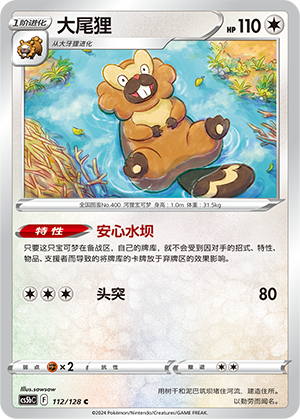 1阶进化
大尾狸
HP 110
从大牙狸进化
全国图鉴No.400 河狸宝可梦 身高：1.0m 体重：31.5kg
特性 安心水坝
只要这只宝可梦在备战区，自己的牌库，就不会受到因对手的招式、特性、
物品、支援者而导致的将牌库的卡牌放于弃牌区的效果影响。
头突 80
弱点 ×2 抵抗力 撤退
Illus.sowsow
cs5bC F 112/128 C
用树干和泥巴筑坝堵住河流，建造住所。
以勤劳而闻名。
©2024 Pokémon/Nintendo/Creatures/GAME FREAK.